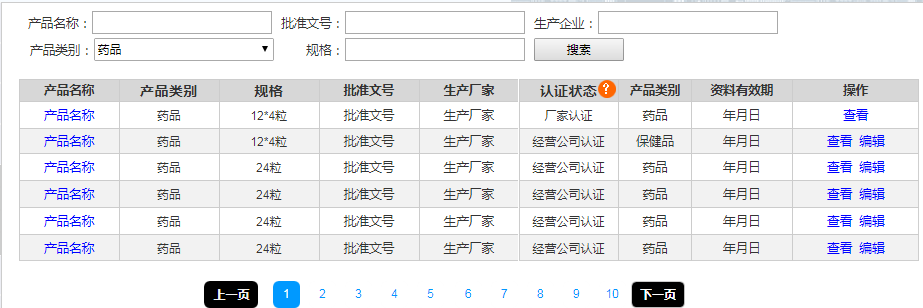 产品名称： 批准文号： 生产企业：
产品类别： 药品 规格： 搜索
产品名称 产品类别 规格 批准文号 生产厂家 认证状态 ? 产品类别 资料有效期 操作
产品名称 药品 12*4粒 批准文号 生产厂家 厂家认证 药品 年月日 查看
产品名称 药品 12*4粒 批准文号 生产厂家 经营公司认证 保健品 年月日 查看 编辑
产品名称 药品 24粒 批准文号 生产厂家 经营公司认证 药品 年月日 查看 编辑
产品名称 药品 24粒 批准文号 生产厂家 经营公司认证 药品 年月日 查看 编辑
产品名称 药品 24粒 批准文号 生产厂家 经营公司认证 药品 年月日 查看 编辑
产品名称 药品 24粒 批准文号 生产厂家 经营公司认证 药品 年月日 查看 编辑
上一页 1 2 3 4 5 6 7 8 9 10 下一页